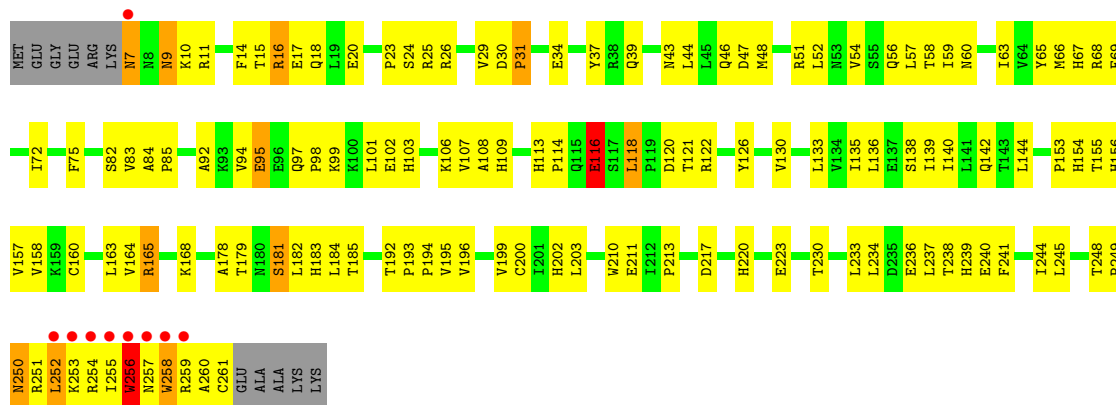 MET GLU GLY GLU ARG LYS N7 N8 N9 K10 R11 F14 T15 R16 E17 Q18 L19 E20 P23 S24 R25 R26 V29 D30 P31 E34 Y37 R38 Q39 N43 L44 L45 Q46 D47 M48 R51 L52 N53 V54 S55 Q56 L57 T58 I59 N60 I63 V64 Y65 M66 H67 R68 F69
I72 F75 S82 V83 A84 P85 A92 K93 V94 E95 E96 Q97 P98 K99 K100 L101 E102 H103 K106 V107 A108 H109 H113 P114 Q115 E116 S117 L118 P119 D120 T121 R122 Y126 V130 L133 V134 I135 L136 E137 S138 I139 I140 L141 Q142 T143 L144 P153 H154 T155 H156
V157 V158 K159 C160 L163 V164 R165 K168 A178 T179 N180 S181 L182 H183 L184 T185 T192 P193 P194 V195 V196 V199 C200 I201 H202 L203 W210 E211 I212 P213 D217 H220 E223 T230 L233 L234 D235 E236 L237 T238 H239 E240 F241 I244 L245 T248 P249
N250 R251 L252 K253 R254 I255 W256 N257 W258 R259 A260 C261 GLU ALA ALA LYS LYS